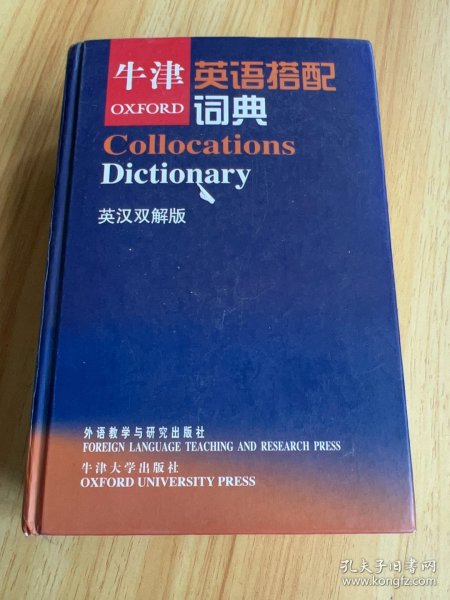 牛津 英语搭配
OXFORD 词典
Collocations
Dictionary
英汉双解版
外语教学与研究出版社
FOREIGN LANGUAGE TEACHING AND RESEARCH PRESS
牛津大学出版社
OXFORD UNIVERSITY PRESS
孔夫子旧书网
www.kongfz.com